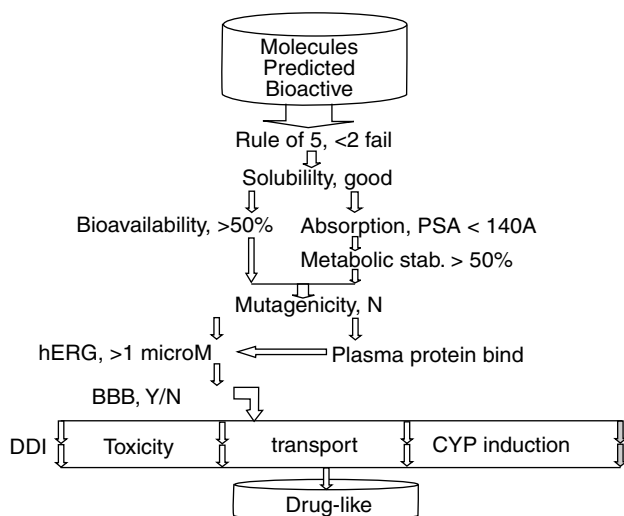 Molecules
Predicted
Bioactive
Rule of 5, <2 fail
Solubililty, good
Bioavailability, >50%
Absorption, PSA < 140A
Metabolic stab. > 50%
Mutagenicity, N
hERG, >1 microM
Plasma protein bind
BBB, Y/N
DDI
Toxicity
transport
CYP induction
Drug-like